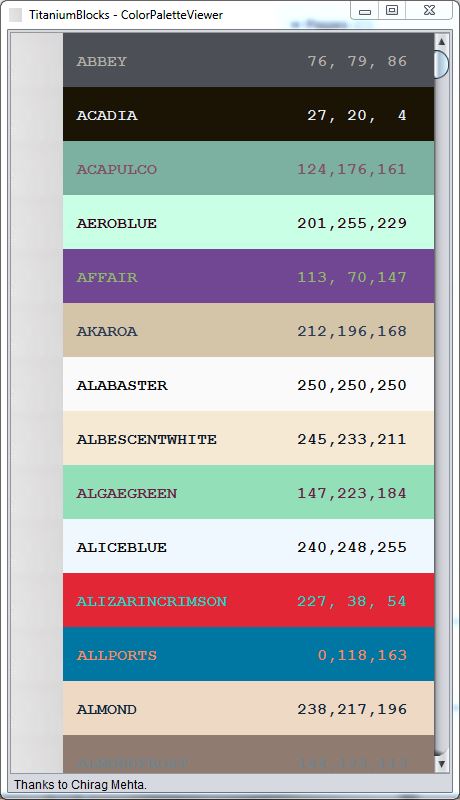 TitaniumBlocks - ColorPaletteViewer
ABBEY 76, 79, 86
ACADIA 27, 20, 4
ACAPULCO 124,176,161
AEROBLUE 201,255,229
AFFAIR 113, 70,147
AKAROA 212,196,168
ALABASTER 250,250,250
ALBESCENTWHITE 245,233,211
ALGAEGREEN 147,223,184
ALICEBLUE 240,248,255
ALIZARINCRIMSON 227, 38, 54
ALLPORTS 0,118,163
ALMOND 238,217,196
ALMONDFROST
Thanks to Chirag Mehta.